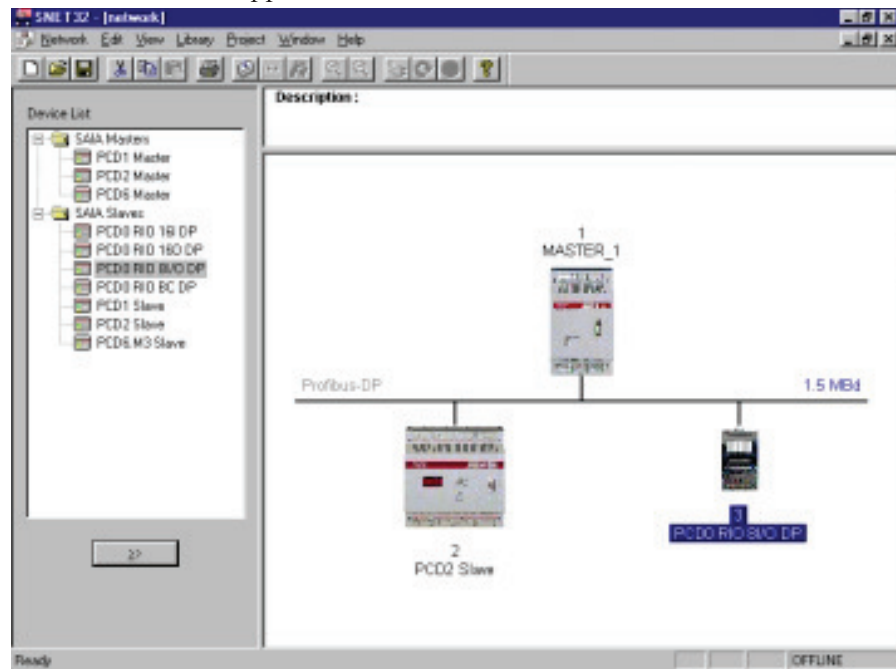 SNET 32 - [network]
Network Edit View Library Project Window Help
Description :
Device List
SAIA Masters
PCD1 Master
PCD2 Master
PCD6 Master
SAIA Slaves
PCD0 RIO 16I DP
PCD0 RIO 16O DP
PCD0 RIO 8I/O DP
PCD0 RIO BC DP
PCD1 Slave
PCD2 Slave
PCD6.M3 Slave
>>
1
MASTER_1
Profibus-DP
1.5 MBd
2
PCD2 Slave
3
PCD0 RIO 8I/O DP
Ready
OFFLINE